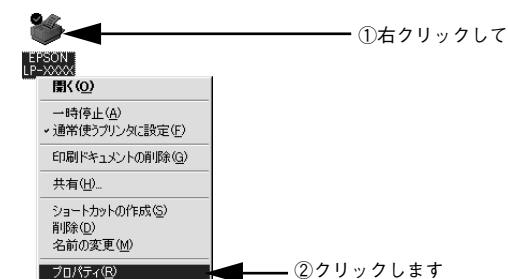 ①右クリックして
EPSON
LP-XXXX
開く(O)
一時停止(A)
通常使うプリンタに設定(F)
印刷ドキュメントの削除(G)
共有(H)...
ショートカットの作成(S)
削除(D)
名前の変更(M)
プロパティ(R)
②クリックします